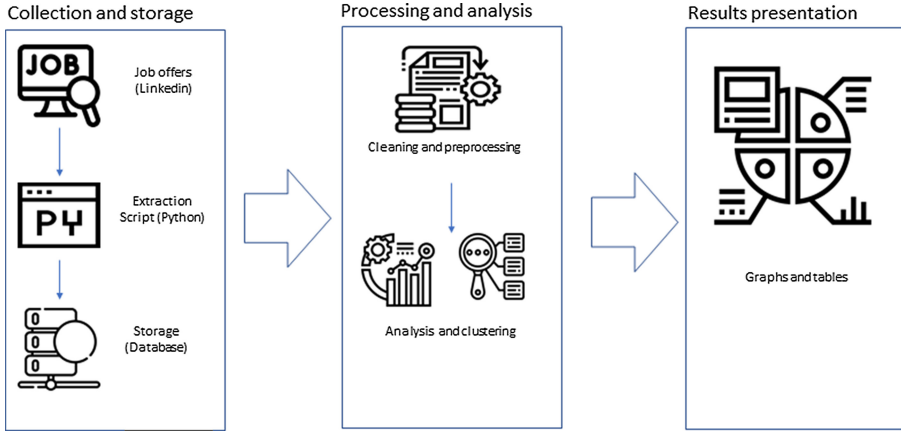 Collection and storage
JOB
Job offers
(Linkedin)
PY
Extraction
Script (Python)
Storage
(Database)
Processing and analysis
Cleaning and preprocessing
Analysis and clustering
Results presentation
Graphs and tables